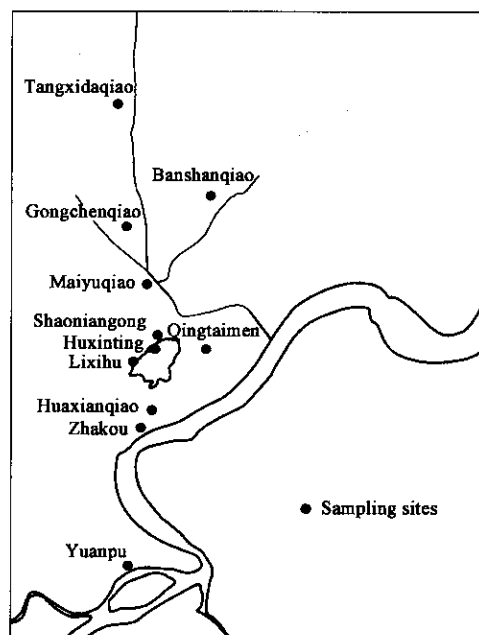 Tangxidaqiao
Banshanqiao
Gongchenqiao
Maiyuqiao
Shaoniangong
Qingtaimen
Huxinting
Lixihu
Huaxianqiao
Zhakou
Sampling sites
Yuanpu